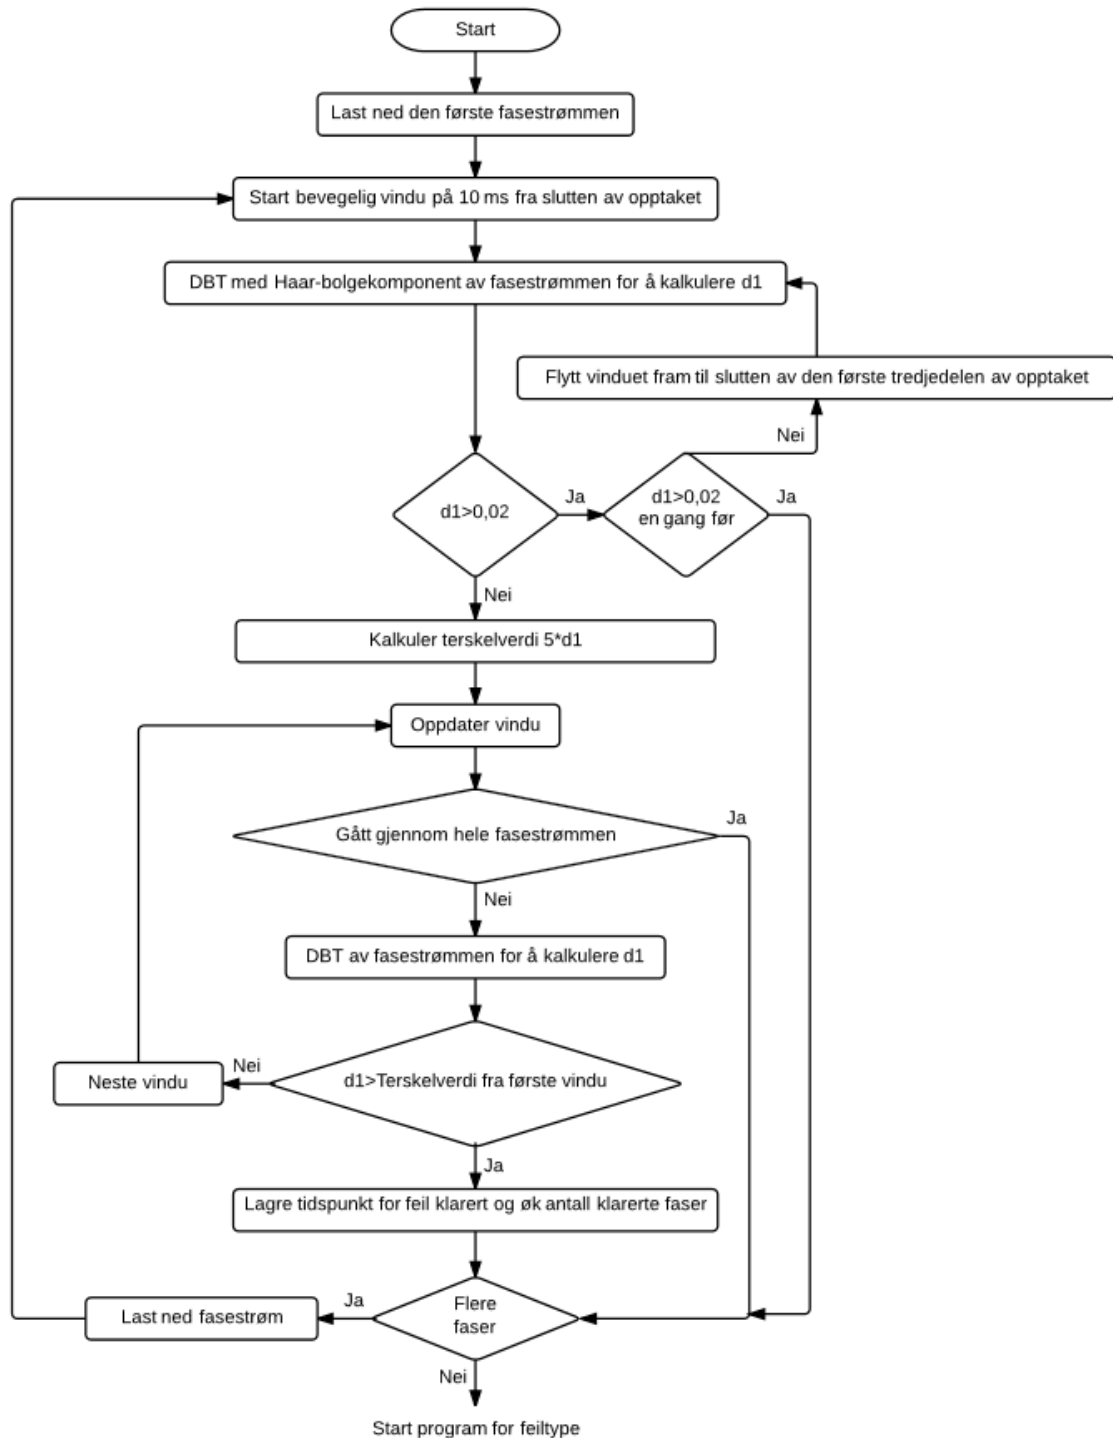 Start
Last ned den første fasestrømmen
Start bevegelig vindu på 10 ms fra slutten av opptaket
DBT med Haar-bolgekomponent av fasestrømmen for å kalkulere d1
Flytt vinduet fram til slutten av den første tredjedelen av opptaket
Nei
d1>0,02
Ja
d1>0,02
en gang før
Ja
Nei
Kalkuler terskelverdi 5*d1
Oppdater vindu
Gått gjennom hele fasestrømmen
Ja
Nei
DBT av fasestrømmen for å kalkulere d1
d1>Terskelverdi fra første vindu
Nei
Neste vindu
Ja
Lagre tidspunkt for feil klarert og øk antall klarerte faser
Flere
faser
Ja
Last ned fasestrøm
Nei
Start program for feiltype